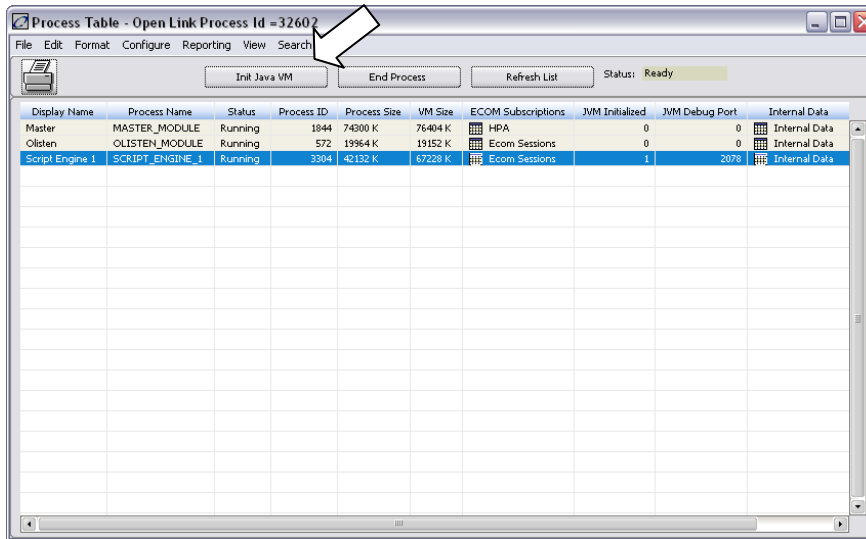 Process Table - Open Link Process Id =32602
File Edit Format Configure Reporting View Search
Init Java VM End Process Refresh List Status: Ready
Display Name Process Name Status Process ID Process Size VM Size ECOM Subscriptions JVM Initialized JVM Debug Port Internal Data
Master MASTER_MODULE Running 1844 74300 K 76404 K HPA 0 0 Internal Data
Olisten OLISTEN_MODULE Running 572 19964 K 19152 K Ecom Sessions 0 0 Internal Data
Script Engine 1 SCRIPT_ENGINE_1 Running 3304 42132 K 67228 K Ecom Sessions 1 2078 Internal Data